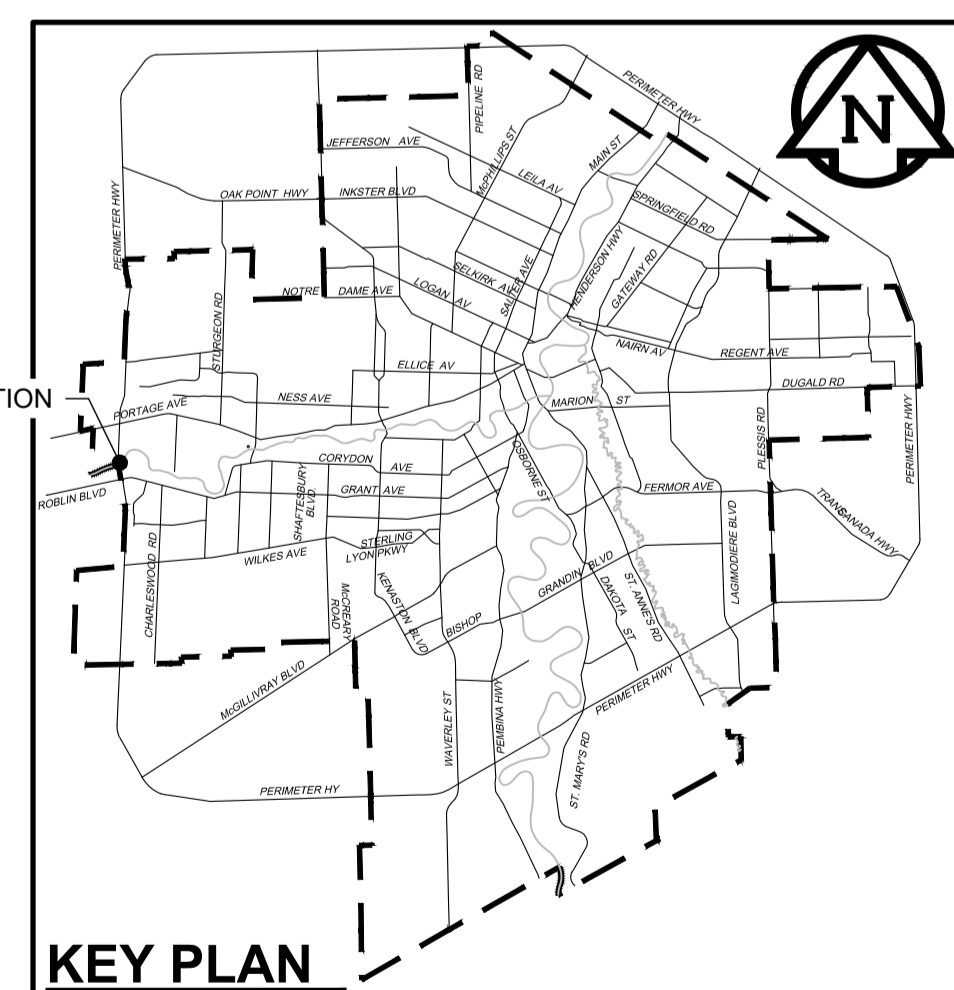 PERIMETER HWY
N
PIPELINE RD
JEFFERSON AVE
McPHILLIPS ST
MAIN ST
LEILA AV
PERIMETER HWY
OAK POINT HWY
INKSTER BLVD
SPRINGFIELD RD
HENDERSON HWY
GATEWAY RD
SELKIRK AVE
SALTER AVE
NOTRE DAME AVE
LOGAN AV
STURGEON RD
NAIRN AV
REGENT AVE
ELLICE AV
DUGALD RD
TION
PORTAGE AVE
NESS AVE
MARION ST
PLESSIS RD
PERIMETER HWY
OSBORNE ST
CORYDON AVE
ROBLIN BLVD
GRANT AVE
SHAFTESBURY
BLVD.
FERMOR AVE
TRANSCANADA HWY
LAGIMODIERE BLVD
CHARLESWOOD RD
WILKES AVE
STERLING
LYON PKWY
KENASTON BLVD
BISHOP GRANDIN BLVD
DAKOTA ST
ST. ANNE'S RD
McCREARY
ROAD
McGILLIVRAY BLVD
WAVERLEY ST
PEMBINA HWY
PERIMETER HWY
ST. MARY'S RD
PERIMETER HY
KEY PLAN